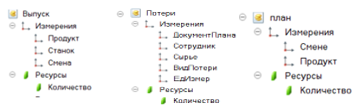 Выпуск
Измерения
Продукт
Станок
Смена
Ресурсы
Количество
Потери
Измерения
ДокументПлана
Сотрудник
Сырье
ВидПотери
ЕдИзмер
Ресурсы
Количество
план
Измерения
Смене
Продукт
Ресурсы
Количество